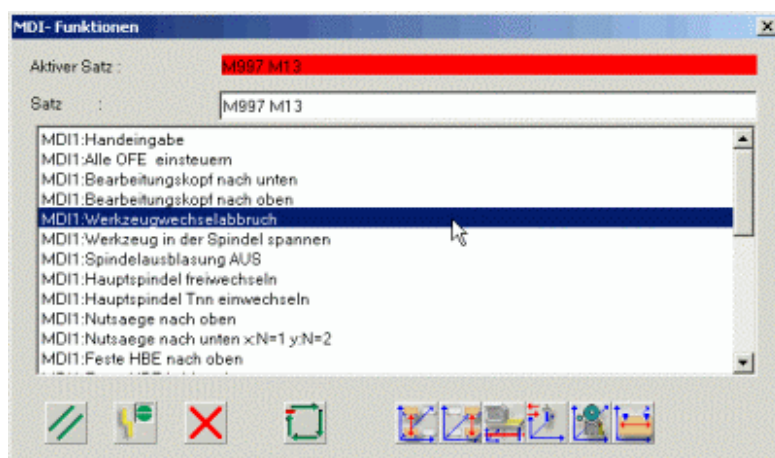 MDI- Funktionen
Aktiver Satz :
M997 M13
Satz :
M997 M13
MDI1:Handeingabe
MDI1:Alle OFE einsteuern
MDI1:Bearbeitungskopf nach unten
MDI1:Bearbeitungskopf nach oben
MDI1:Werkzeugwechselabbruch
MDI1:Werkzeug in der Spindel spannen
MDI1:Spindelausblasung AUS
MDI1:Hauptspindel freiwechseln
MDI1:Hauptspindel Tnn einwechseln
MDI1:Nutsaege nach oben
MDI1:Nutsaege nach unten x:N=1 y:N=2
MDI1:Feste HBE nach oben